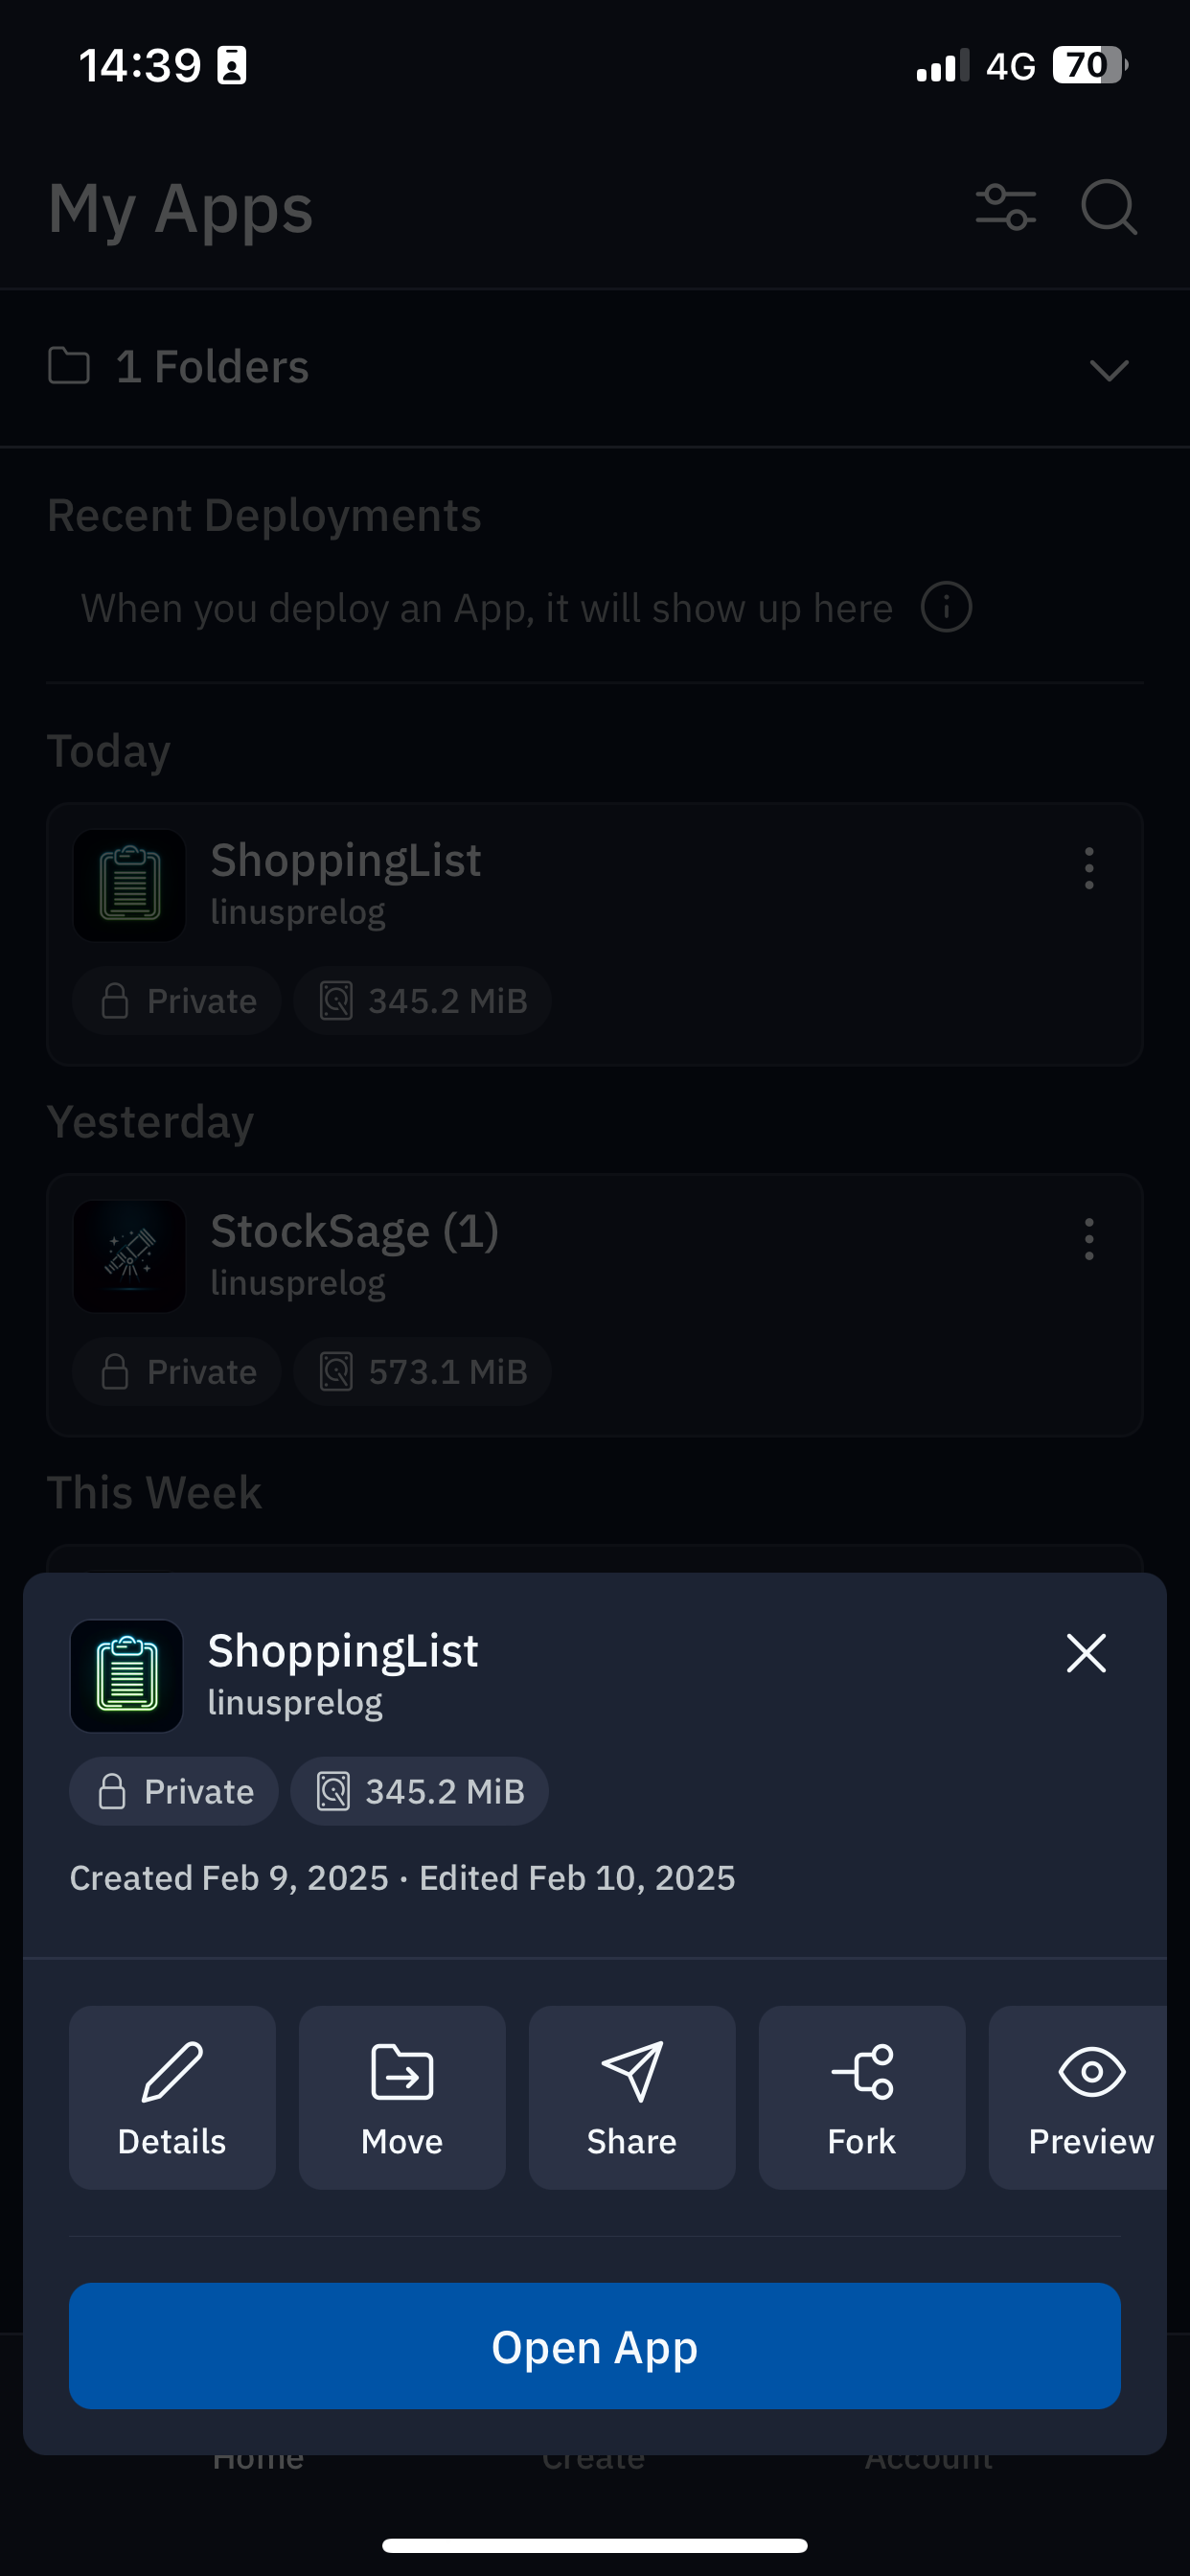 14:39
4G
70
My Apps
1 Folders
Recent Deployments
When you deploy an App, it will show up here
Today
ShoppingList
linusprelog
Private
345.2 MiB
Yesterday
StockSage (1)
linusprelog
Private
573.1 MiB
This Week
ShoppingList
linusprelog
Private
345.2 MiB
Created Feb 9, 2025 · Edited Feb 10, 2025
Details
Move
Share
Fork
Preview
Open App
Home
Create
Account